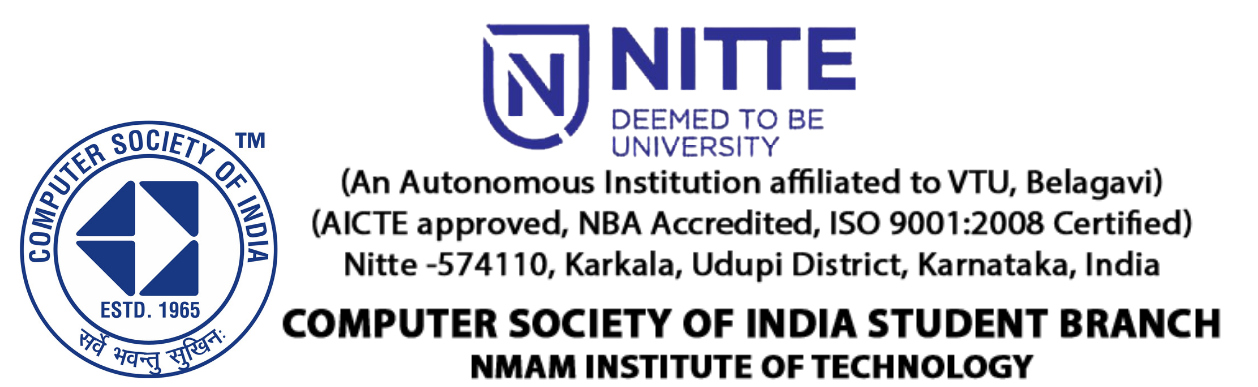 NITTE
DEEMED TO BE
UNIVERSITY
(An Autonomous Institution affiliated to VTU, Belagavi)
(AICTE approved, NBA Accredited, ISO 9001:2008 Certified)
Nitte -574110, Karkala, Udupi District, Karnataka, India
COMPUTER SOCIETY OF INDIA STUDENT BRANCH
NMAM INSTITUTE OF TECHNOLOGY
COMPUTER SOCIETY OF INDIA
TM
ESTD. 1965
सर्वे भवन्तु सुखिनः
N